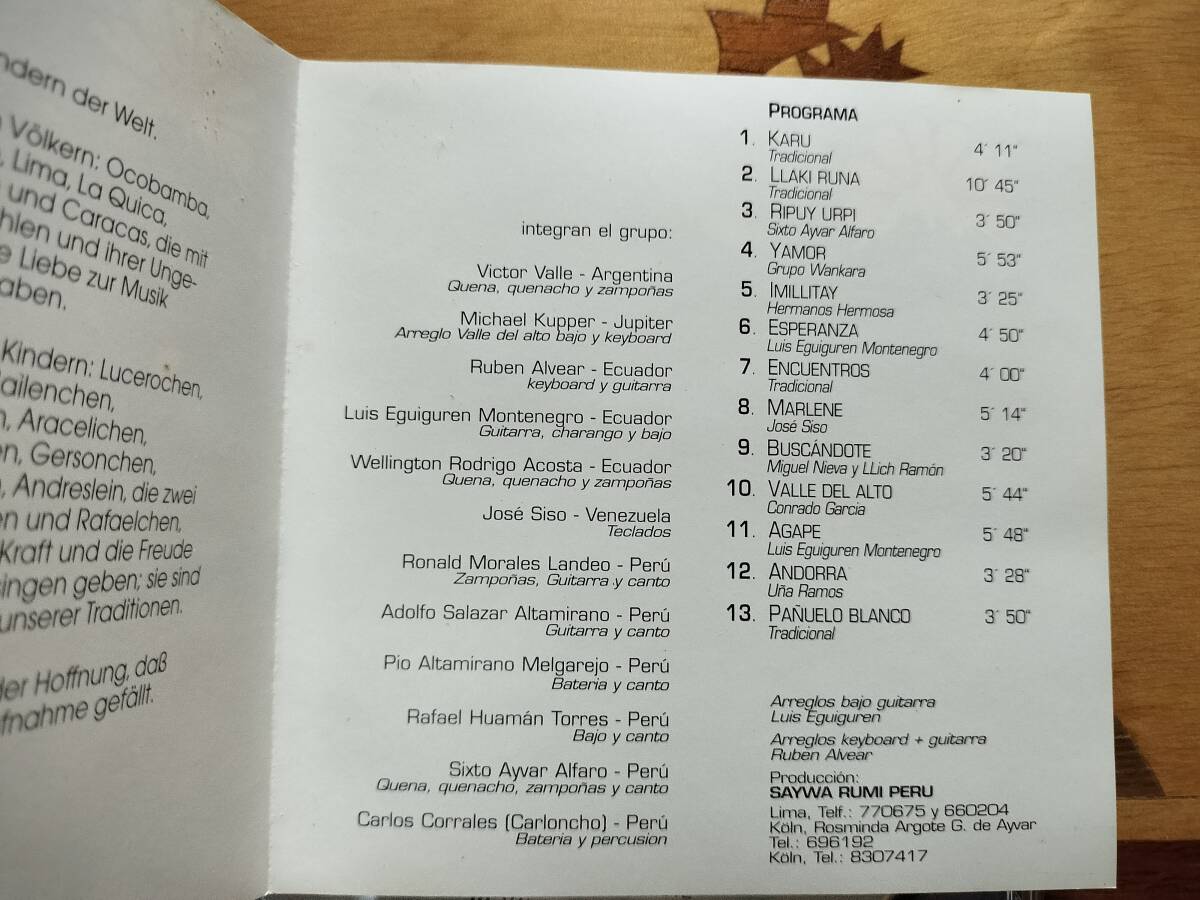 ndern der Welt.
Völkern: Ocobamba,
Lima, La Quica,
und Caracas, die mit
hlen und ihrer Unge-
e Liebe zur Musik
aben.
Kindern: Lucerochen,
ailenchen,
n, Aracelichen,
en, Gersonchen,
, Andreslein, die zwei
en und Rafaelchen,
Kraft und die Freude
singen geben; sie sind
unserer Traditionen.
der Hoffnung, daß
ufnahme gefällt.
integran el grupo:
Victor Valle - Argentina
Quena, quenacho y zampoñas
Michael Kupper - Jupiter
Arreglo Valle del alto bajo y keyboard
Ruben Alvear - Ecuador
keyboard y guitarra
Luis Eguiguren Montenegro - Ecuador
Guitarra, charango y bajo
Wellington Rodrigo Acosta - Ecuador
Quena, quenacho y zampoñas
José Siso - Venezuela
Teclados
Ronald Morales Landeo - Perú
Zampoñas, Guitarra y canto
Adolfo Salazar Altamirano - Perú
Guitarra y canto
Pio Altamírano Melgarejo - Perú
Bateria y canto
Rafael Huamán Torres - Perú
Bajo y canto
Sixto Ayvar Alfaro - Perú
Quena, quenacho, zampoñas y canto
Carlos Corrales (Carloncho) - Perú
Bateria y percusion
PROGRAMA
1. KARU 4´ 11"
Tradicional
2. LLAKI RUNA 10´ 45"
Tradicional
3. RIPUY URPI 3´ 50"
Sixto Ayvar Alfaro
4. YAMOR 5´ 53"
Grupo Wankara
5. IMILLITAY 3´ 25"
Hermanos Hermosa
6. ESPERANZA 4´ 50"
Luis Eguiguren Montenegro
7. ENCUENTROS 4´ 00"
Tradicional
8. MARLENE 5´ 14"
José Siso
9. BUSCÁNDOTE 3´ 20"
Miguel Nieva y LLich Ramón
10. VALLE DEL ALTO 5´ 44"
Conrado Garcia
11. AGAPE 5´ 48"
Luis Eguiguren Montenegro
12. ANDORRA 3´ 28"
Uña Ramos
13. PAÑUELO BLANCO 3´ 50"
Tradicional
Arreglos bajo guitarra
Luis Eguiguren
Arreglos keyboard + guitarra
Ruben Alvear
Producción:
SAYWA RUMI PERU
Lima, Telf.: 770675 y 660204
Köln, Rosminda Argote G. de Ayvar
Tel.: 696192
Köln, Tel.: 8307417